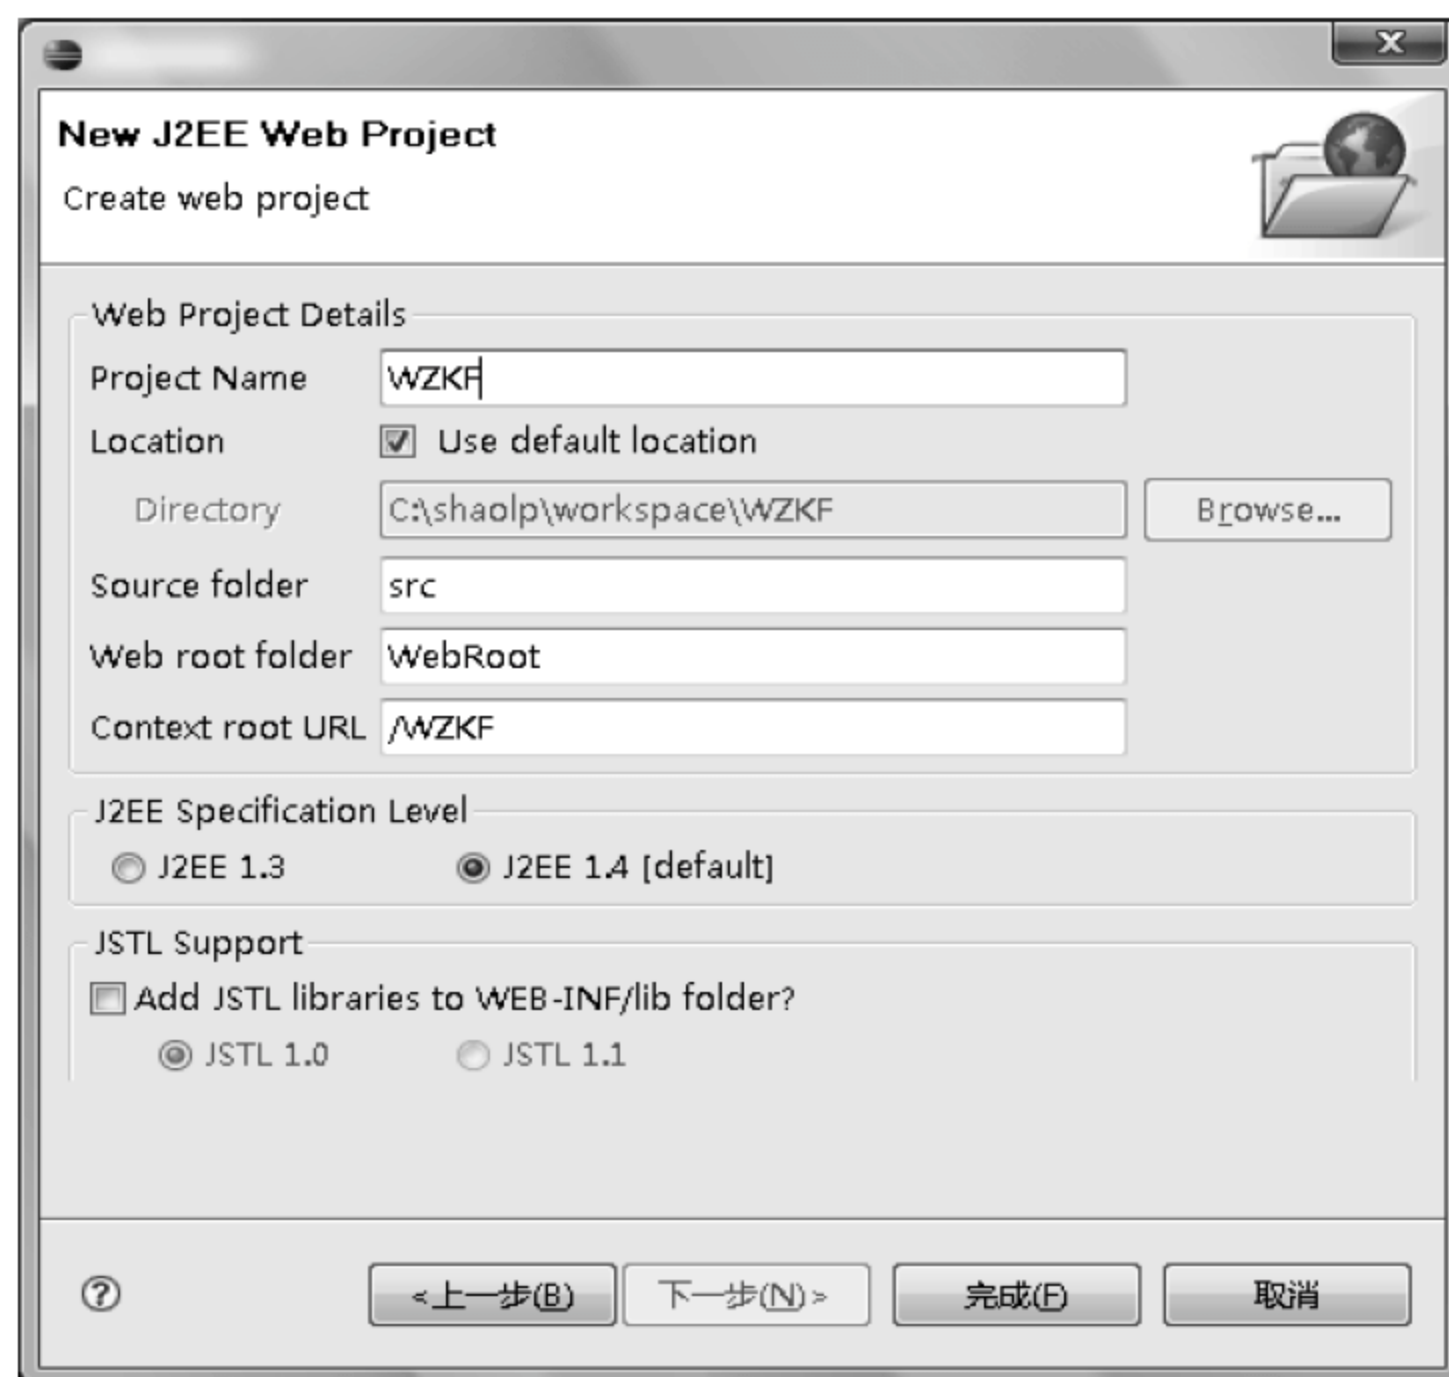 New J2EE Web Project
Create web project
Web Project Details
Project Name WZKF
Location Use default location
Directory C:\shaolp\workspace\WZKF Browse...
Source folder src
Web root folder WebRoot
Context root URL /WZKF
J2EE Specification Level
J2EE 1.3 J2EE 1.4 [default]
JSTL Support
Add JSTL libraries to WEB-INF/lib folder?
JSTL 1.0 JSTL 1.1
<上一步(B) 下一步(N)> 完成(F) 取消